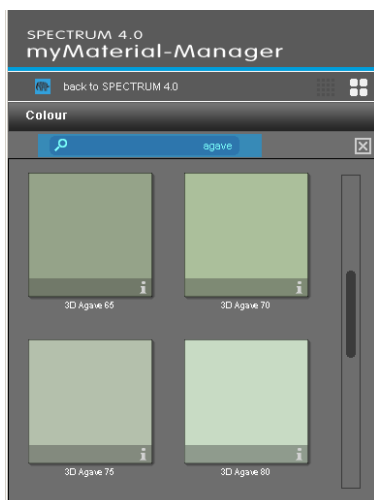 SPECTRUM 4.0
myMaterial-Manager
back to SPECTRUM 4.0
Colour
agave
3D Agave 65
3D Agave 70
3D Agave 75
3D Agave 80